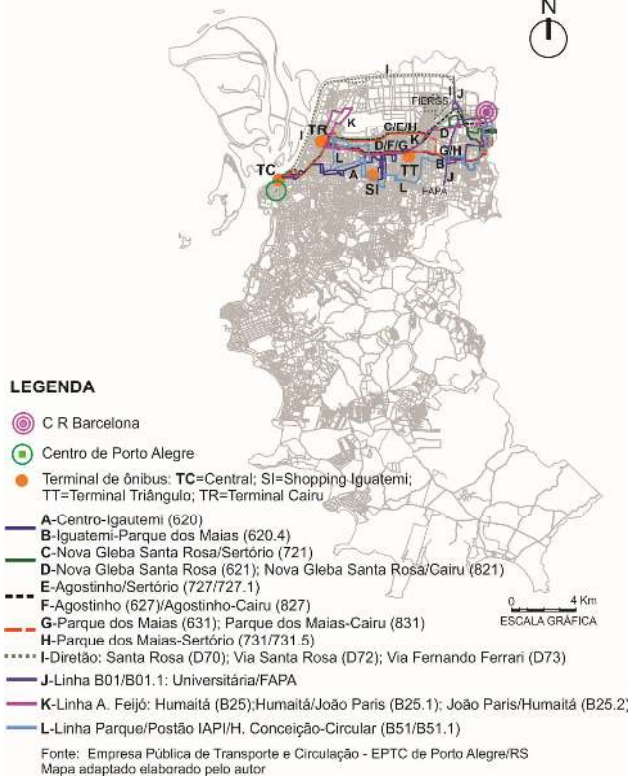 N
I
I
J
FIERGS
K
C/E/H
K
D
TR
I
D/F/G
G/H
L
B
TC
A
TT
J
SI
L
FAPA
LEGENDA
C R Barcelona
Centro de Porto Alegre
Terminal de ônibus: TC=Central; SI=Shopping Iguatemi;
TT=Terminal Triângulo; TR=Terminal Cairu
A-Centro-Igautemi (620)
B-Iguatemi-Parque dos Maias (620.4)
C-Nova Gleba Santa Rosa/Sertório (721)
D-Nova Gleba Santa Rosa (621); Nova Gleba Santa Rosa/Cairu (821)
E-Agostinho/Sertório (727/727.1)
F-Agostinho (627)/Agostinho-Cairu (827)
G-Parque dos Maias (631); Parque dos Maias-Cairu (831)
H-Parque dos Maias-Sertório (731/731.5)
I-Diretão: Santa Rosa (D70); Via Santa Rosa (D72); Via Fernando Ferrari (D73)
J-Linha B01/B01.1: Universitária/FAPA
K-Linha A. Feijó: Humaitá (B25);Humaitá/João Paris (B25.1); João Paris/Humaitá (B25.2)
L-Linha Parque/Postão IAPI/H. Conceição-Circular (B51/B51.1)
0 4 Km
ESCALA GRÁFICA
Fonte: Empresa Pública de Transporte e Circulação - EPTC de Porto Alegre/RS
Mapa adaptado elaborado pelo autor